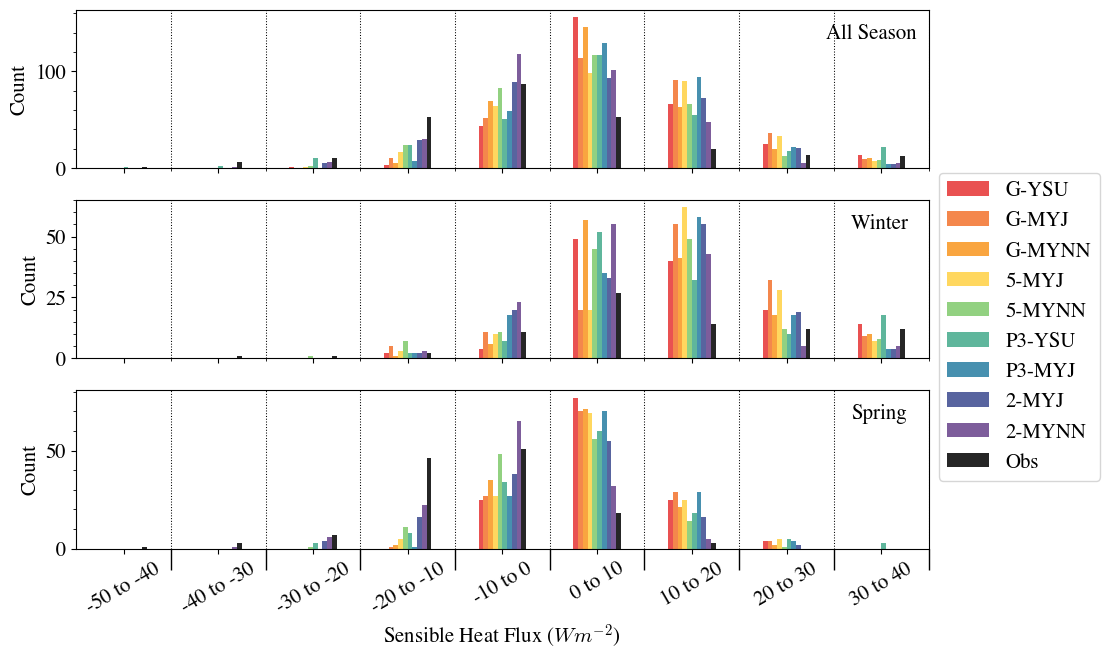 All Season
Count
100
0
Winter
Count
50
25
0
Spring
Count
50
0
-50 to -40
-40 to -30
-30 to -20
-20 to -10
-10 to 0
0 to 10
10 to 20
20 to 30
30 to 40
Sensible Heat Flux (Wm⁻²)
G-YSU
G-MYJ
G-MYNN
5-MYJ
5-MYNN
P3-YSU
P3-MYJ
2-MYJ
2-MYNN
Obs